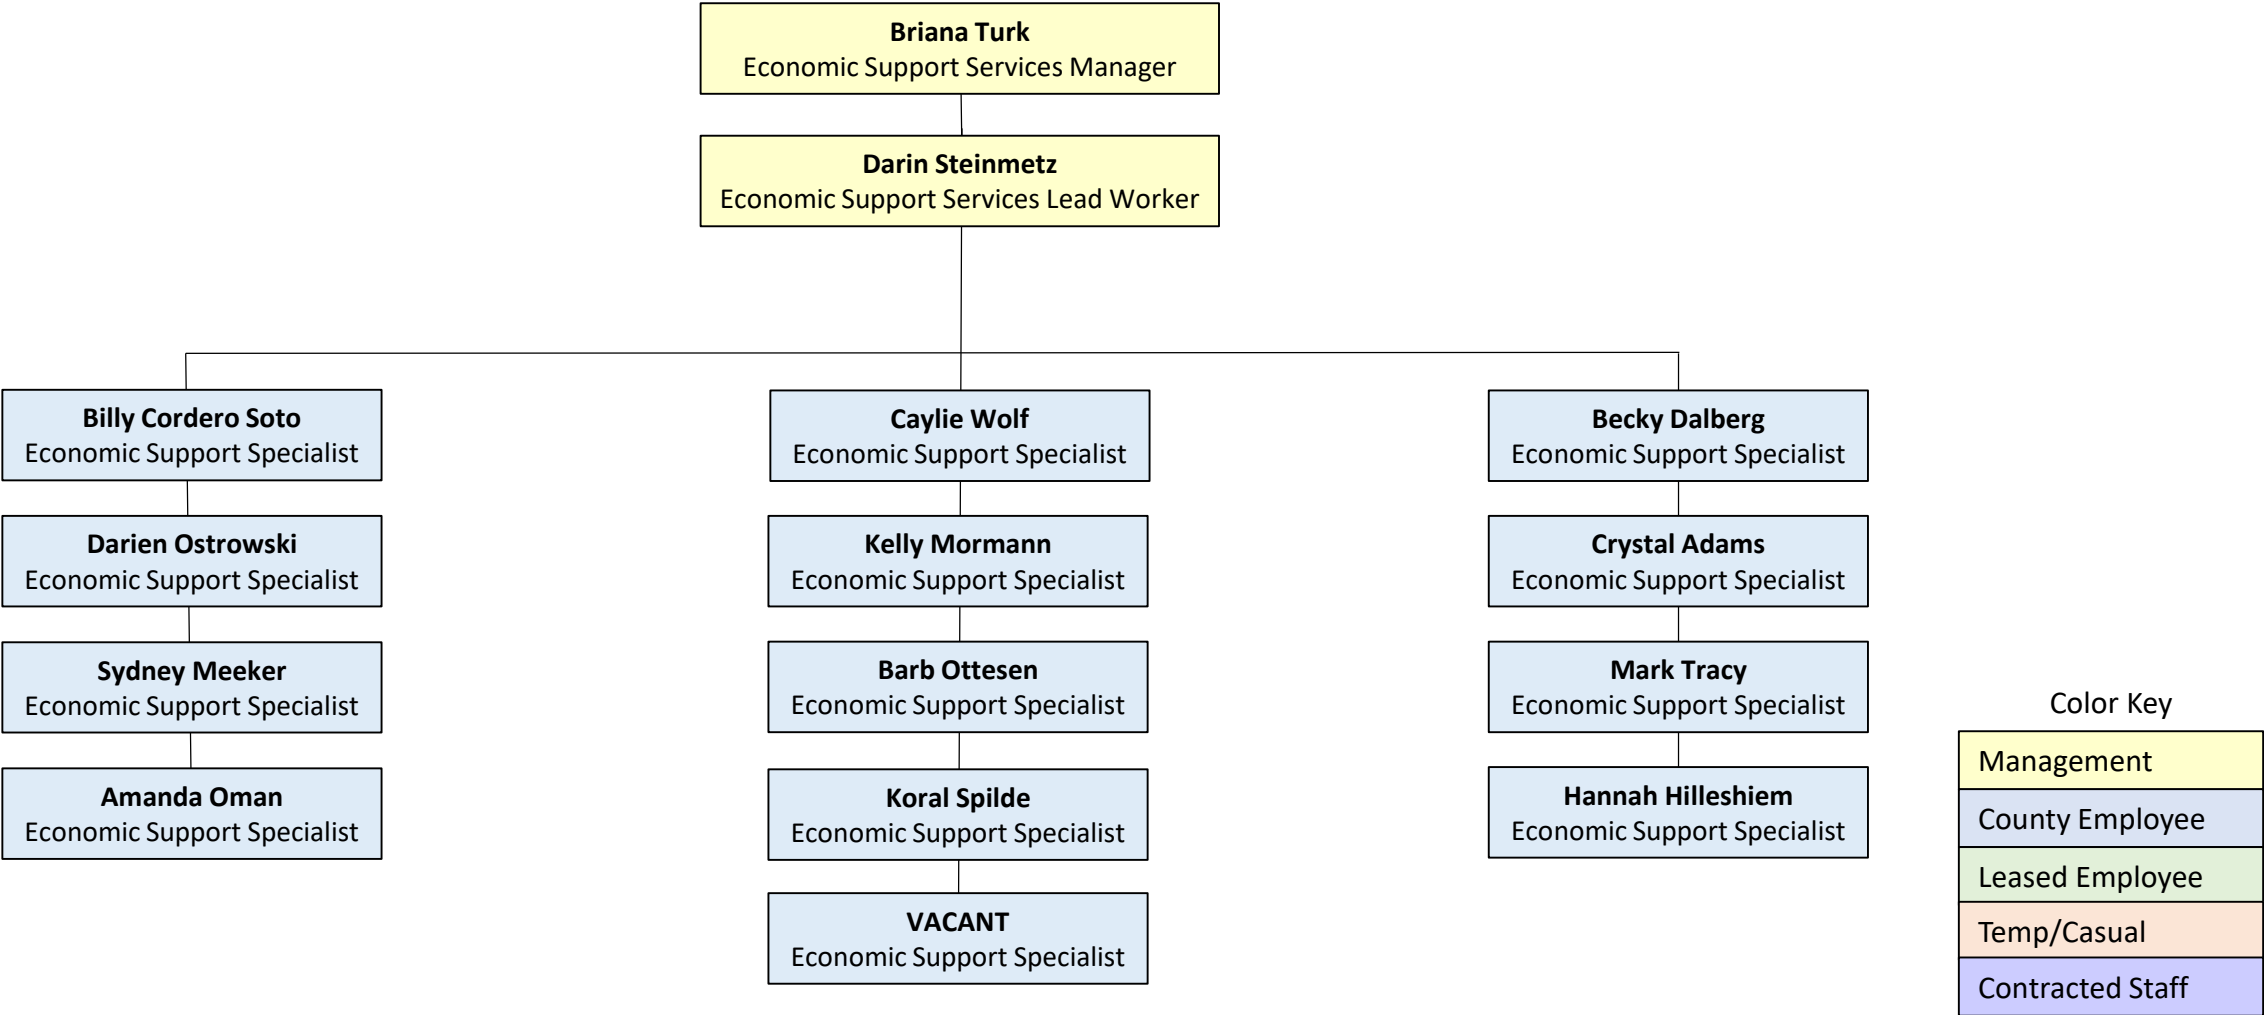 Briana Turk
Economic Support Services Manager
Darin Steinmetz
Economic Support Services Lead Worker
Billy Cordero Soto
Economic Support Specialist
Darien Ostrowski
Economic Support Specialist
Sydney Meeker
Economic Support Specialist
Amanda Oman
Economic Support Specialist
Caylie Wolf
Economic Support Specialist
Kelly Mormann
Economic Support Specialist
Barb Ottesen
Economic Support Specialist
Koral Spilde
Economic Support Specialist
VACANT
Economic Support Specialist
Becky Dalberg
Economic Support Specialist
Crystal Adams
Economic Support Specialist
Mark Tracy
Economic Support Specialist
Hannah Hilleshiem
Economic Support Specialist
Color Key
Management
County Employee
Leased Employee
Temp/Casual
Contracted Staff